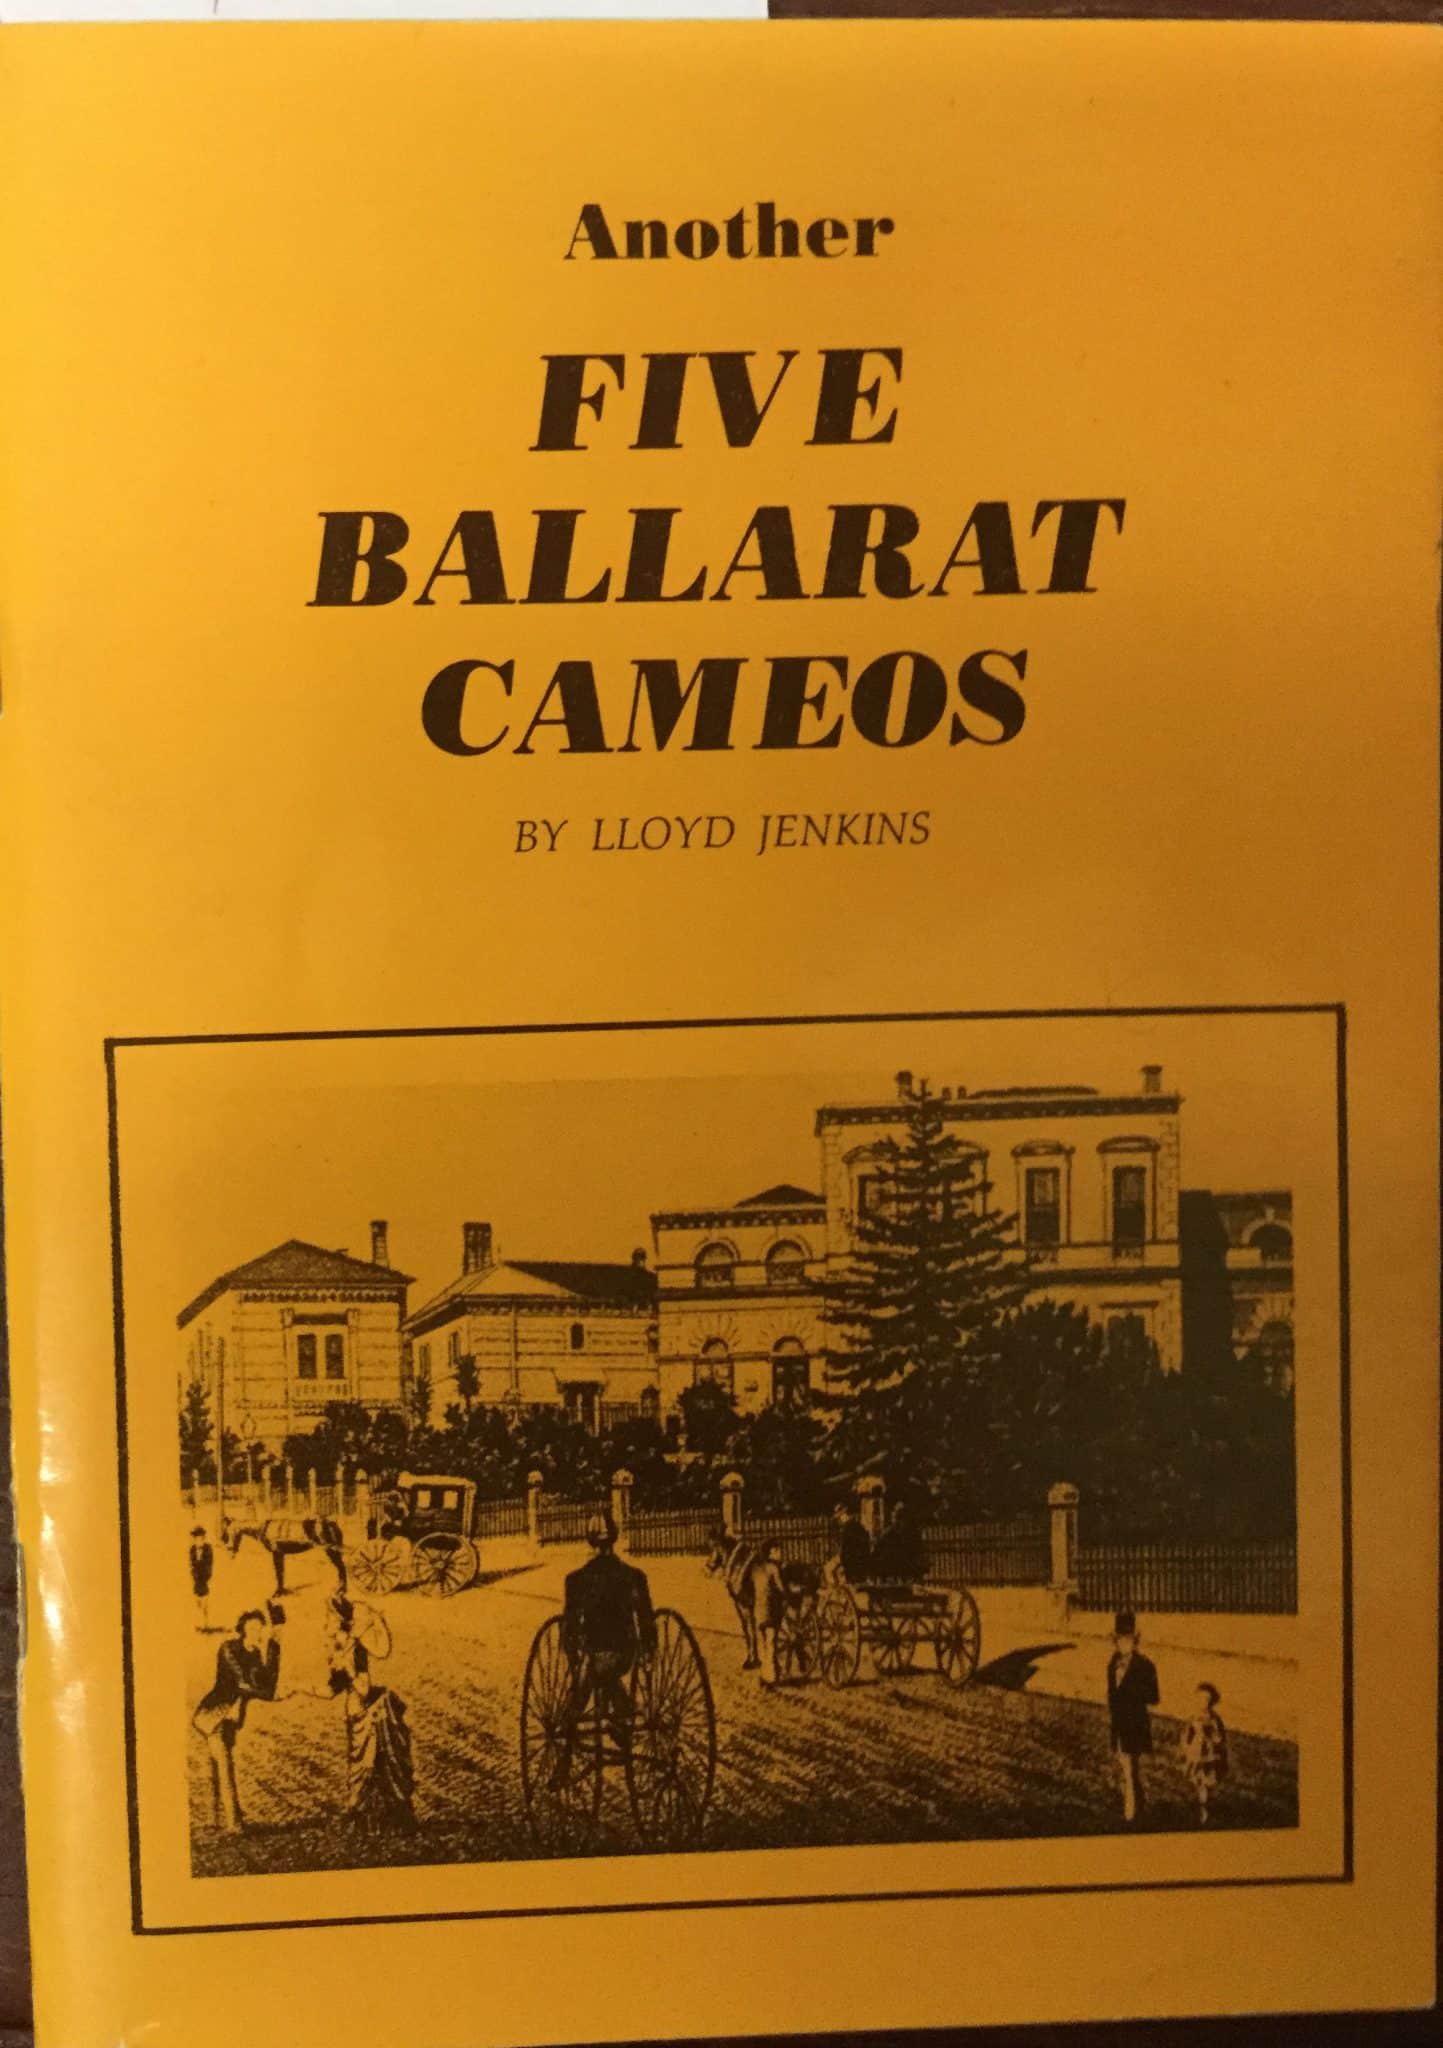 Another
FIVE
BALLARAT
CAMEOS
BY LLOYD JENKINS